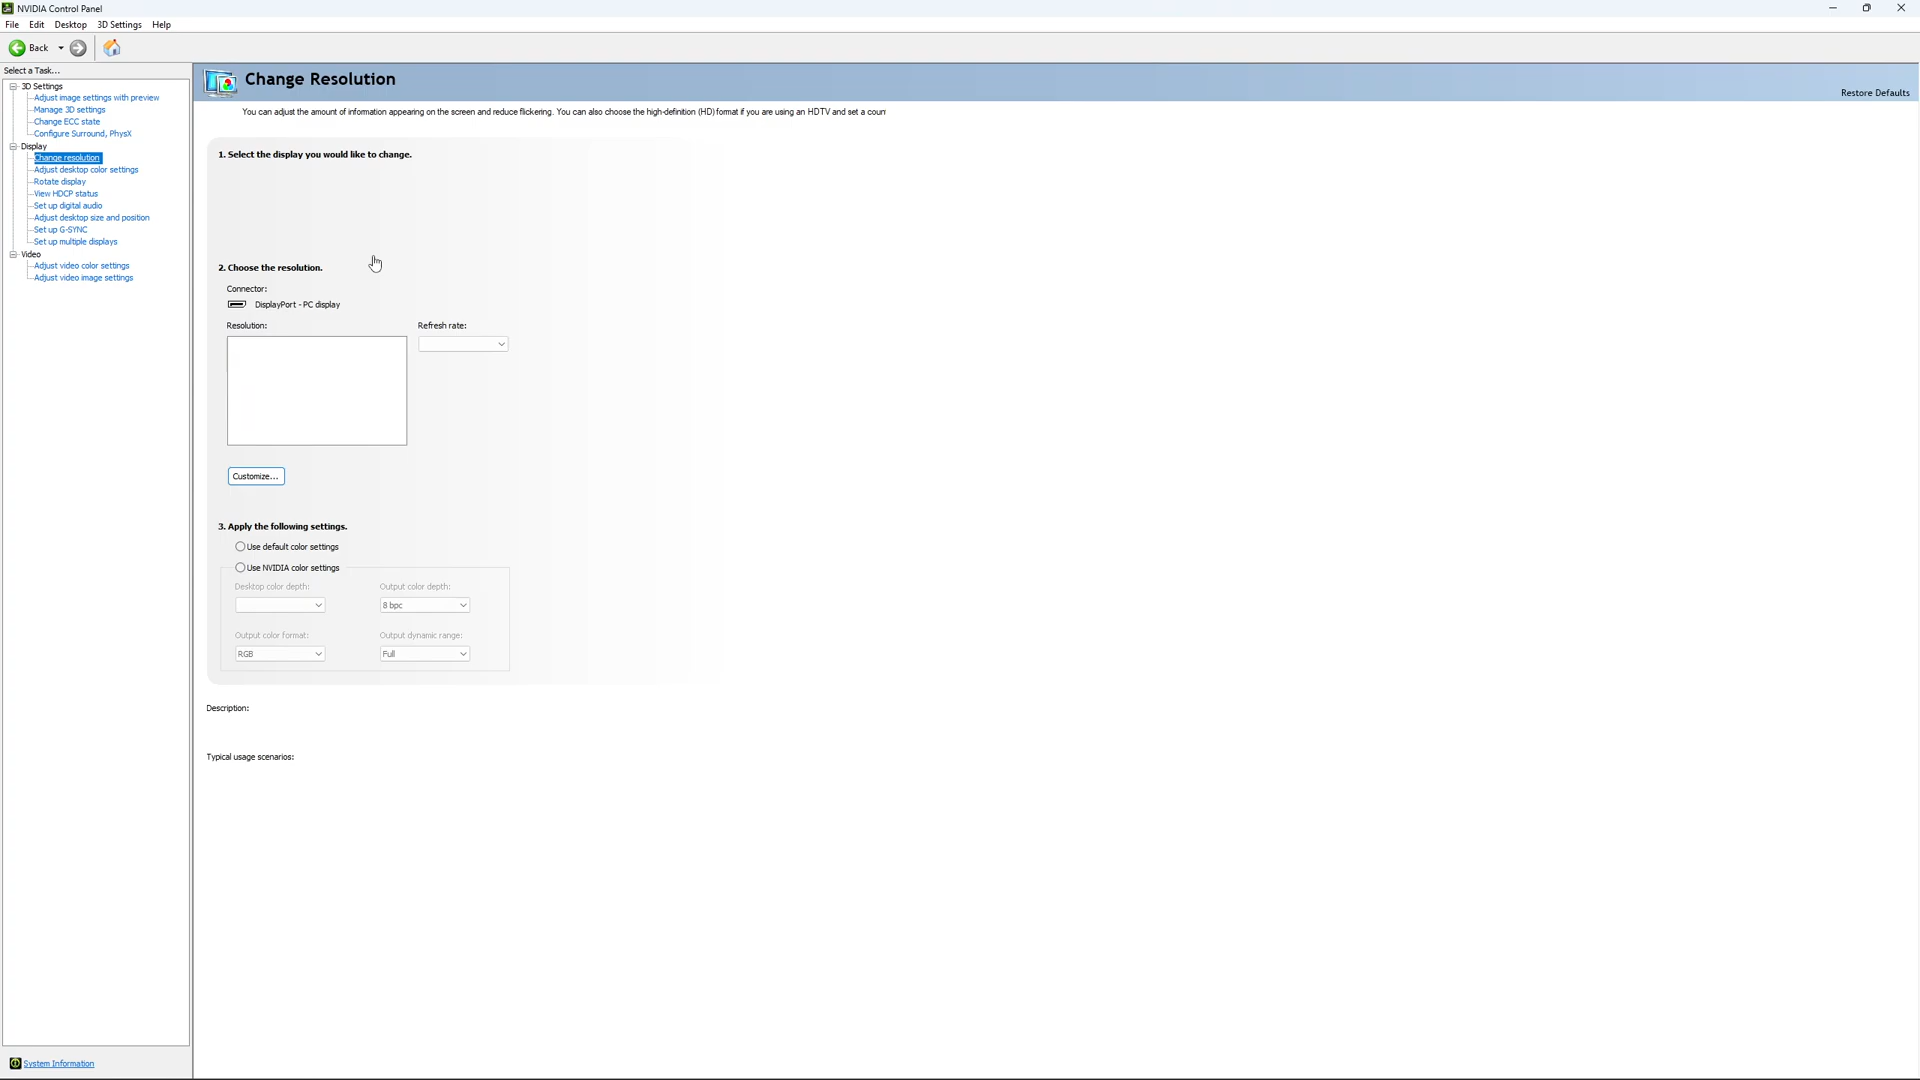 NVIDIA Control Panel
File Edit Desktop 3D Settings Help
Back
Select a Task...
3D Settings
Adjust image settings with preview
Manage 3D settings
Change ECC state
Configure Surround, PhysX
Display
Change resolution
Adjust desktop color settings
Rotate display
View HDCP status
Set up digital audio
Adjust desktop size and position
Set up G-SYNC
Set up multiple displays
Video
Adjust video color settings
Adjust video image settings
System Information
Change Resolution
Restore Defaults
You can adjust the amount of information appearing on the screen and reduce flickering. You can also choose the high-definition (HD) format if you are using an HDTV and set a coun
1. Select the display you would like to change.
2. Choose the resolution.
Connector:
DisplayPort - PC display
Resolution: Refresh rate:
Customize...
3. Apply the following settings.
Use default color settings
Use NVIDIA color settings
Desktop color depth: Output color depth:
8 bpc
Output color format: Output dynamic range:
RGB Full
Description:
Typical usage scenarios: